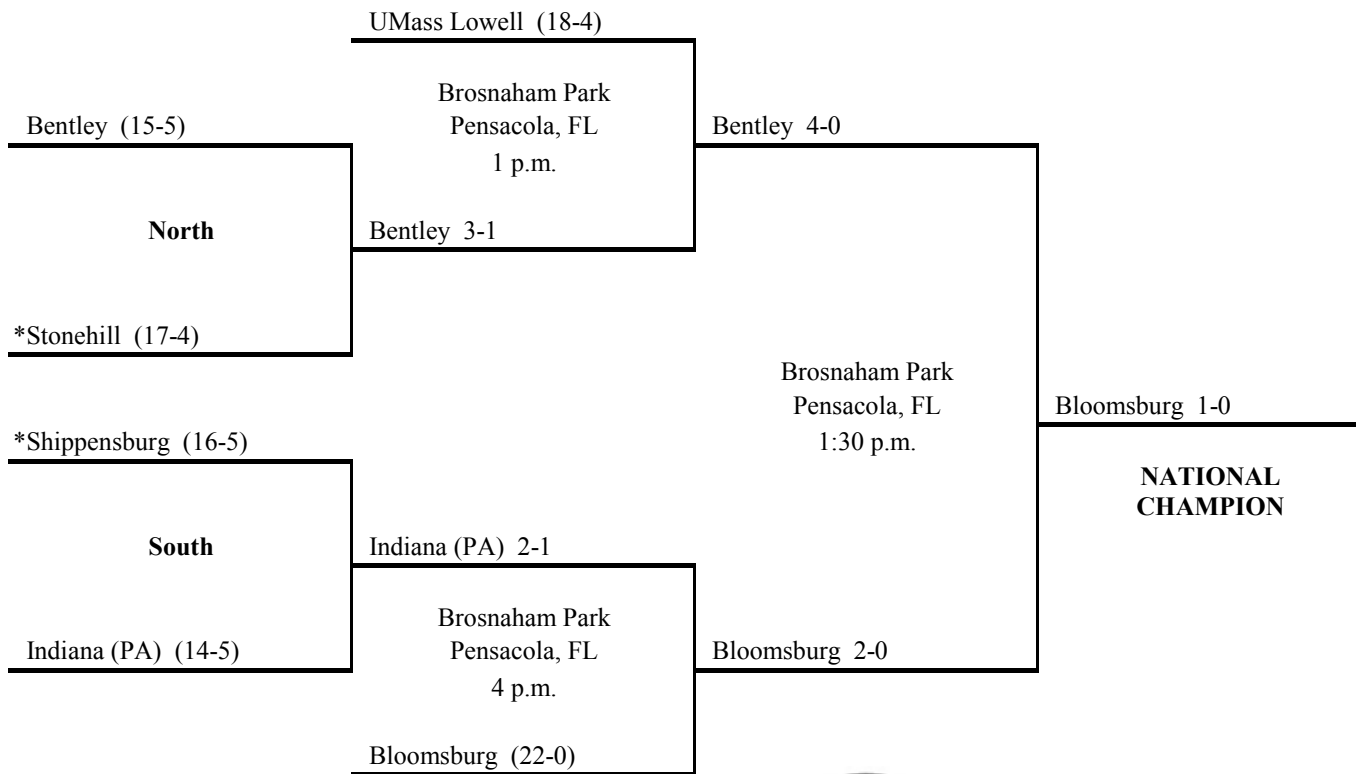 UMass Lowell (18-4)
Brosnaham Park
Pensacola, FL
1 p.m.
Bentley (15-5)
Bentley 4-0
North
Bentley 3-1
*Stonehill (17-4)
Brosnaham Park
Pensacola, FL
1:30 p.m.
Bloomsburg 1-0
NATIONAL
CHAMPION
*Shippensburg (16-5)
South
Indiana (PA) 2-1
Brosnaham Park
Pensacola, FL
4 p.m.
Indiana (PA) (14-5)
Bloomsburg 2-0
Bloomsburg (22-0)